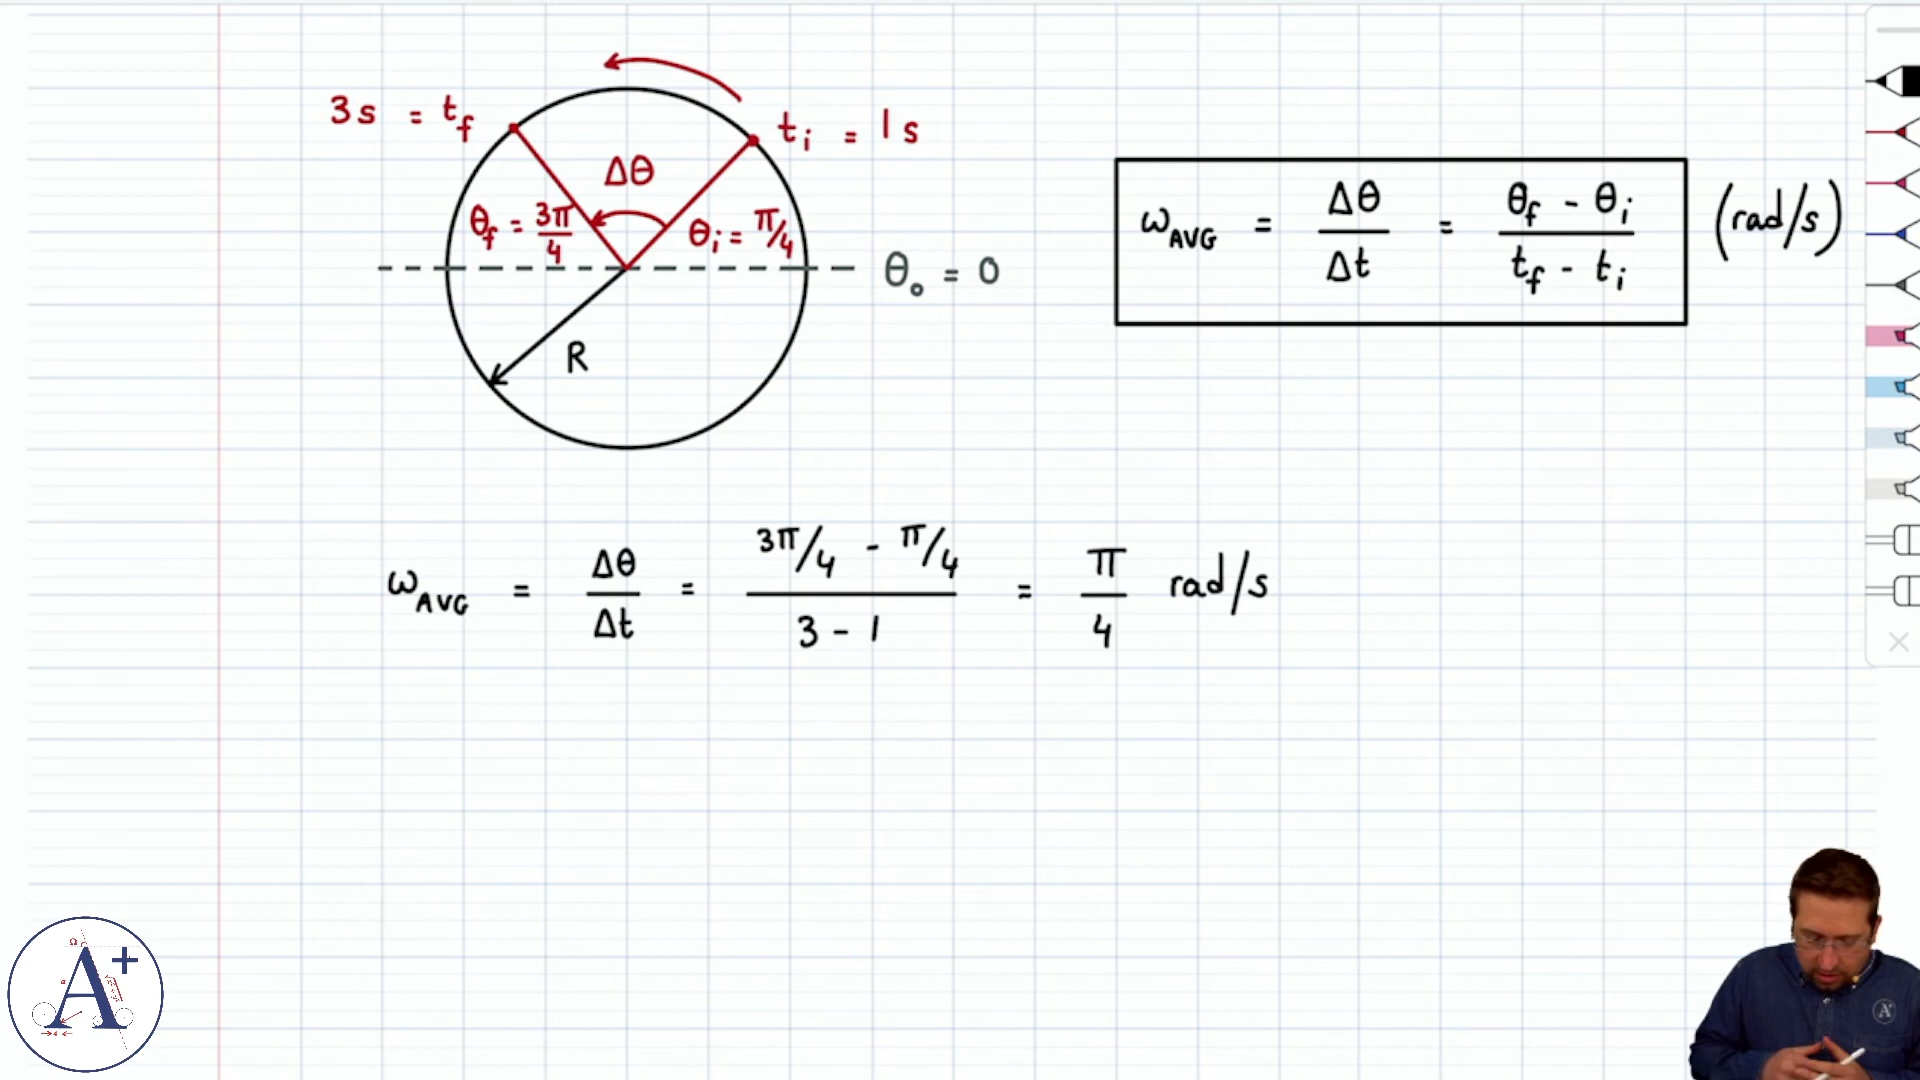 3s = t_f
t_i = 1s
Δθ
θ_f = 3π/4
θ_i = π/4
θ_0 = 0
R
ω_AVG = Δθ/Δt = (θ_f - θ_i)/(t_f - t_i) (rad/s)
ω_AVG = Δθ/Δt = (3π/4 - π/4)/(3 - 1) = π/4 rad/s
A+